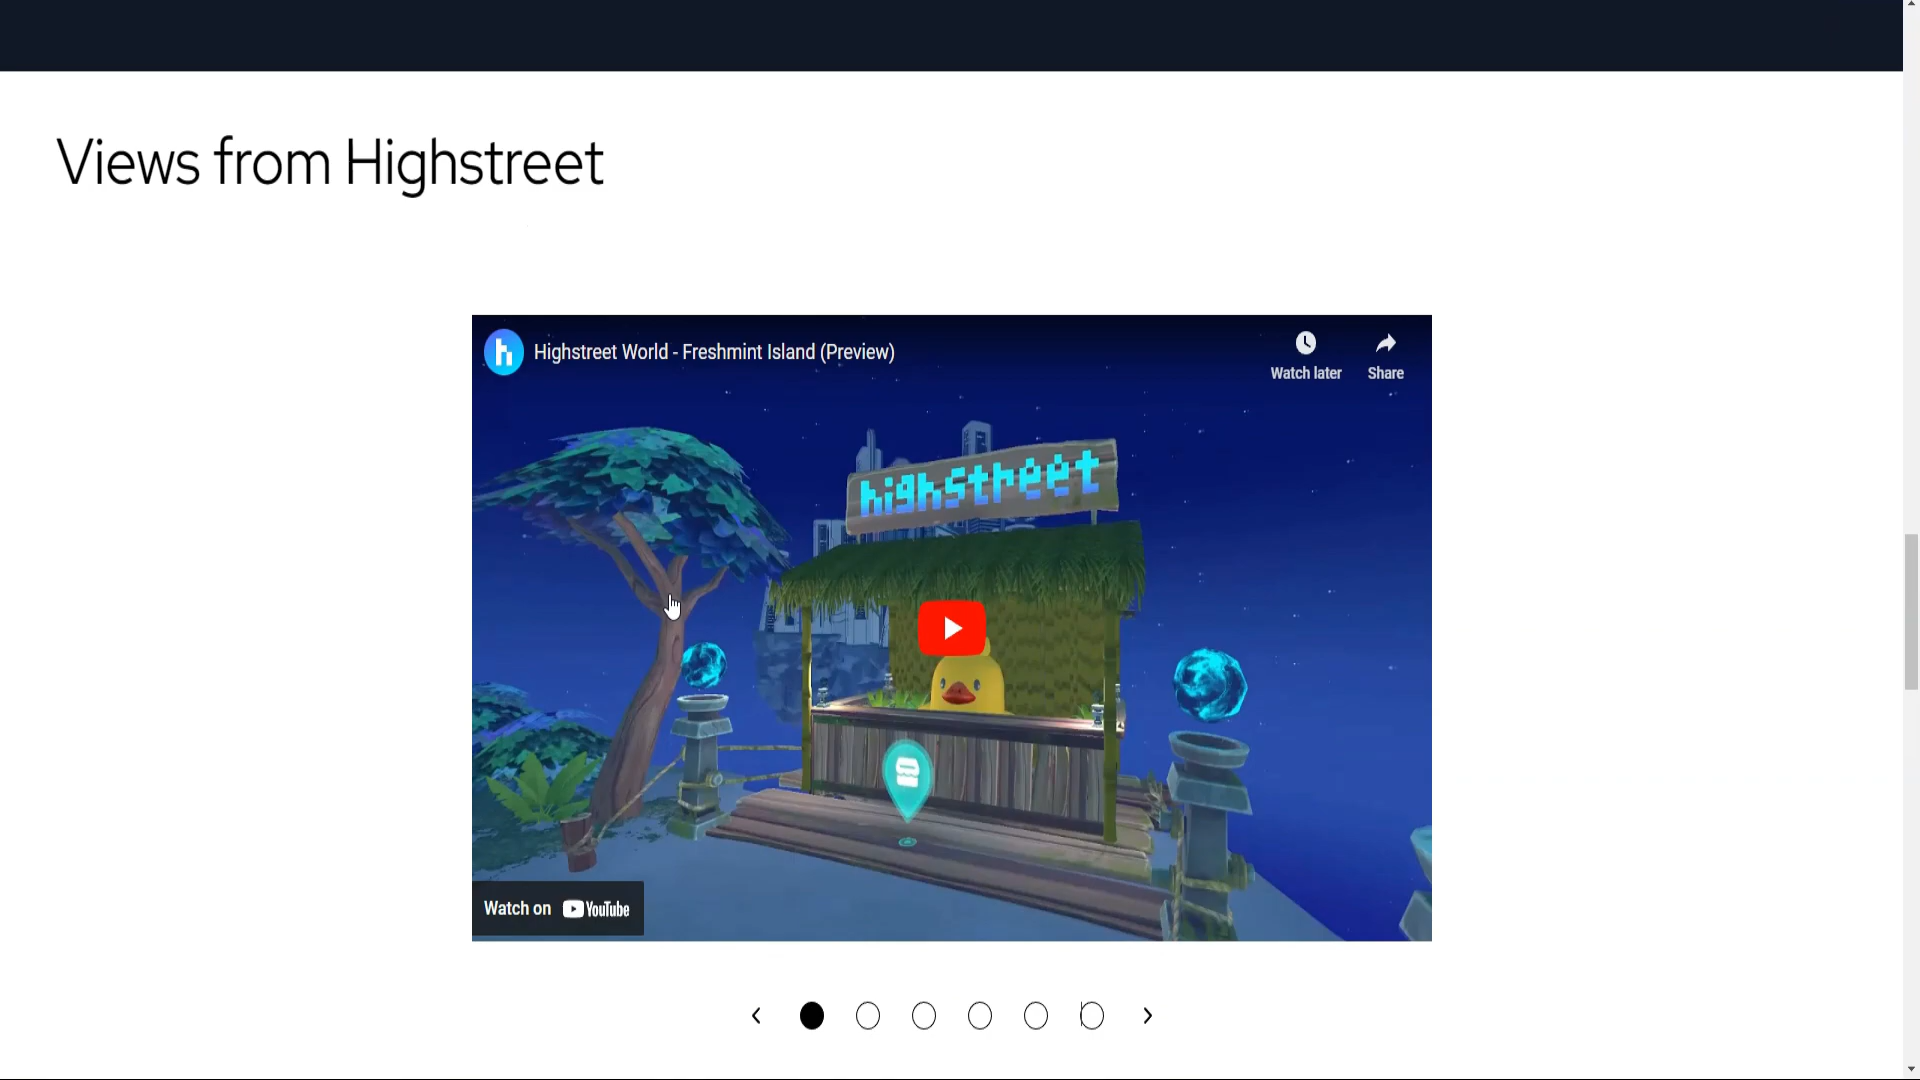 Views from Highstreet
Highstreet World - Freshmint Island (Preview)
Watch later
Share
highstreet
Watch on YouTube